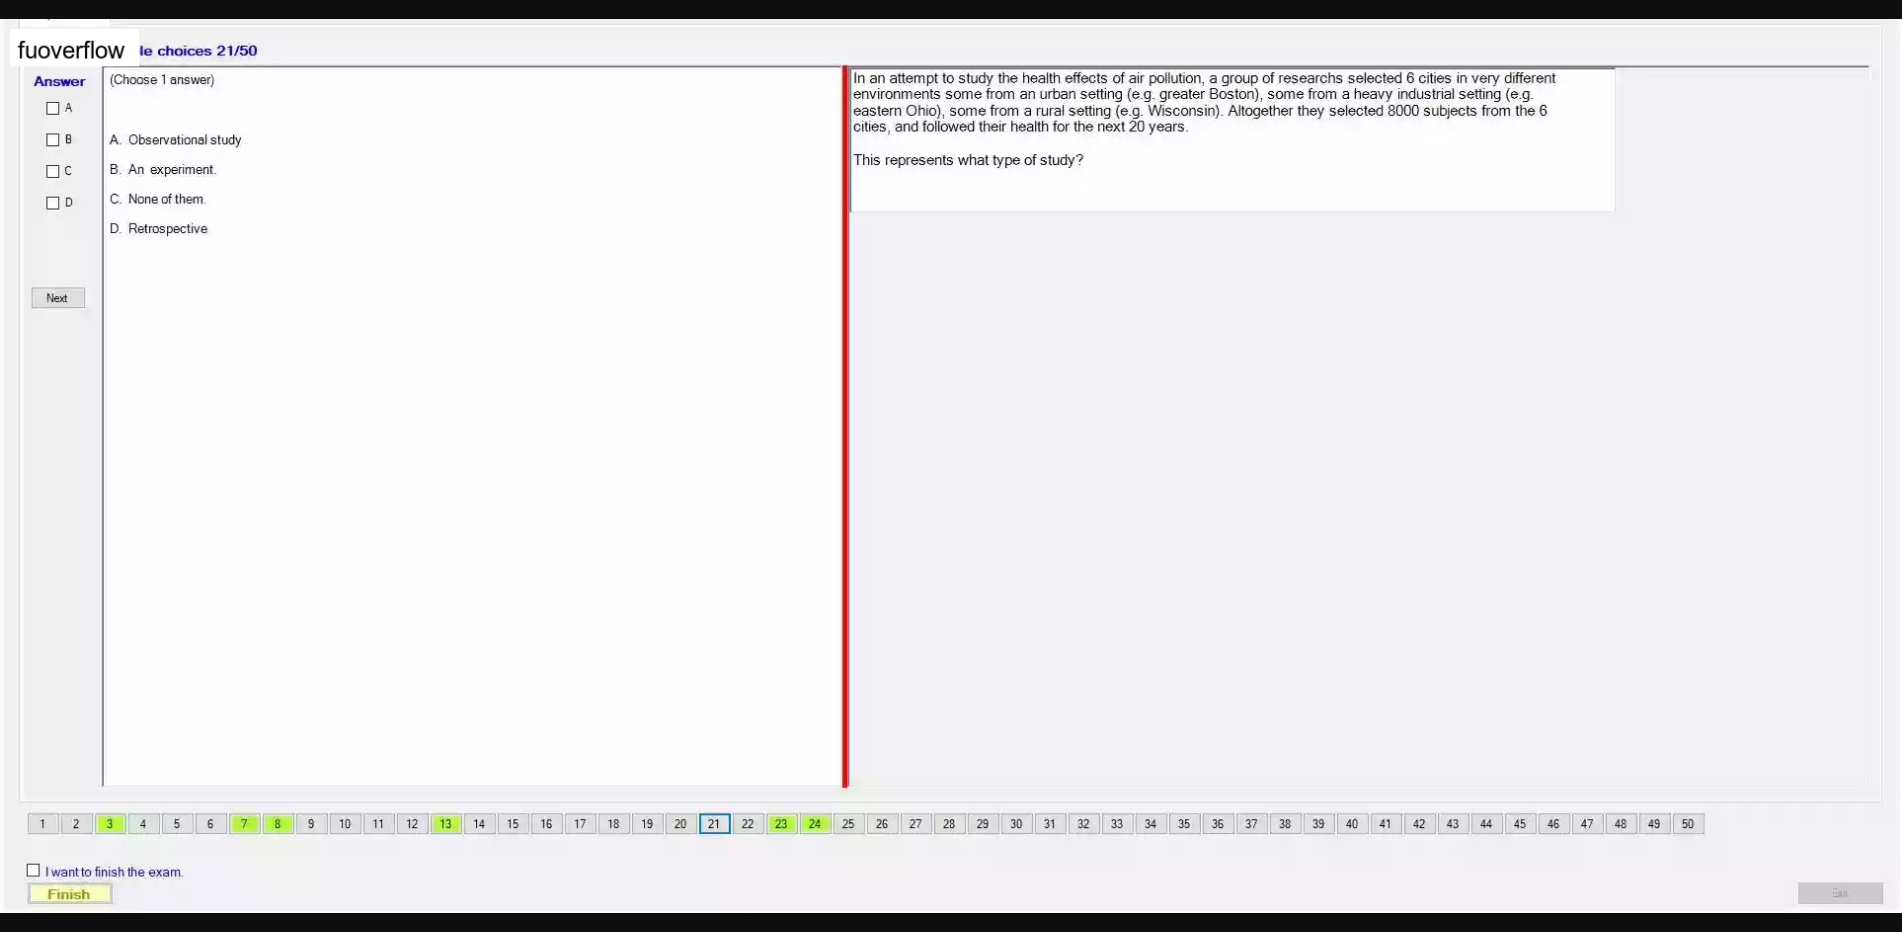 fuoverflow
le choices 21/50
Answer
(Choose 1 answer)
A
B
C
D
A. Observational study
B. An experiment.
C. None of them.
D. Retrospective
Next
In an attempt to study the health effects of air pollution, a group of researchs selected 6 cities in very different
environments some from an urban setting (e.g. greater Boston), some from a heavy industrial setting (e.g.
eastern Ohio), some from a rural setting (e.g. Wisconsin). Altogether they selected 8000 subjects from the 6
cities, and followed their health for the next 20 years.
This represents what type of study?
1 2 3 4 5 6 7 8 9 10 11 12 13 14 15 16 17 18 19 20 21 22 23 24 25 26 27 28 29 30 31 32 33 34 35 36 37 38 39 40 41 42 43 44 45 46 47 48 49 50
I want to finish the exam.
Finish